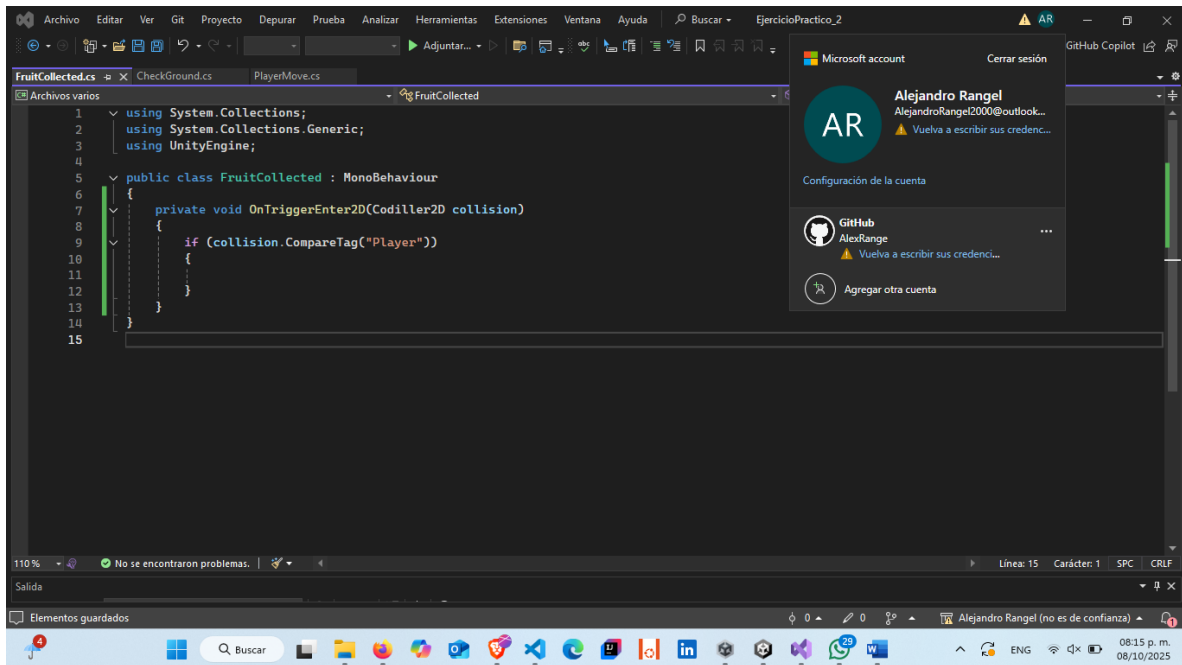 Archivo Editar Ver Git Proyecto Depurar Prueba Analizar Herramientas Extensiones Ventana Ayuda Buscar EjercicioPractico_2 AR
Adjuntar... GitHub Copilot
FruitCollected.cs CheckGround.cs PlayerMove.cs
Archivos varios FruitCollected
1 using System.Collections;
2 using System.Collections.Generic;
3 using UnityEngine;
4
5 public class FruitCollected : MonoBehaviour
6 {
7 private void OnTriggerEnter2D(Codiller2D collision)
8 {
9 if (collision.CompareTag("Player"))
10 {
11
12 }
13 }
14 }
15
Microsoft account Cerrar sesión
AR
Alejandro Rangel
AlejandroRangel2000@outlook...
Vuelva a escribir sus credenc...
Configuración de la cuenta
GitHub
AlexRange
Vuelva a escribir sus credenci...
Agregar otra cuenta
110 % No se encontraron problemas. Línea: 15 Carácter: 1 SPC CRLF
Salida
Elementos guardados 0 0 Alejandro Rangel (no es de confianza) 1
4 Buscar 29 ENG 08:15 p. m.
08/10/2025